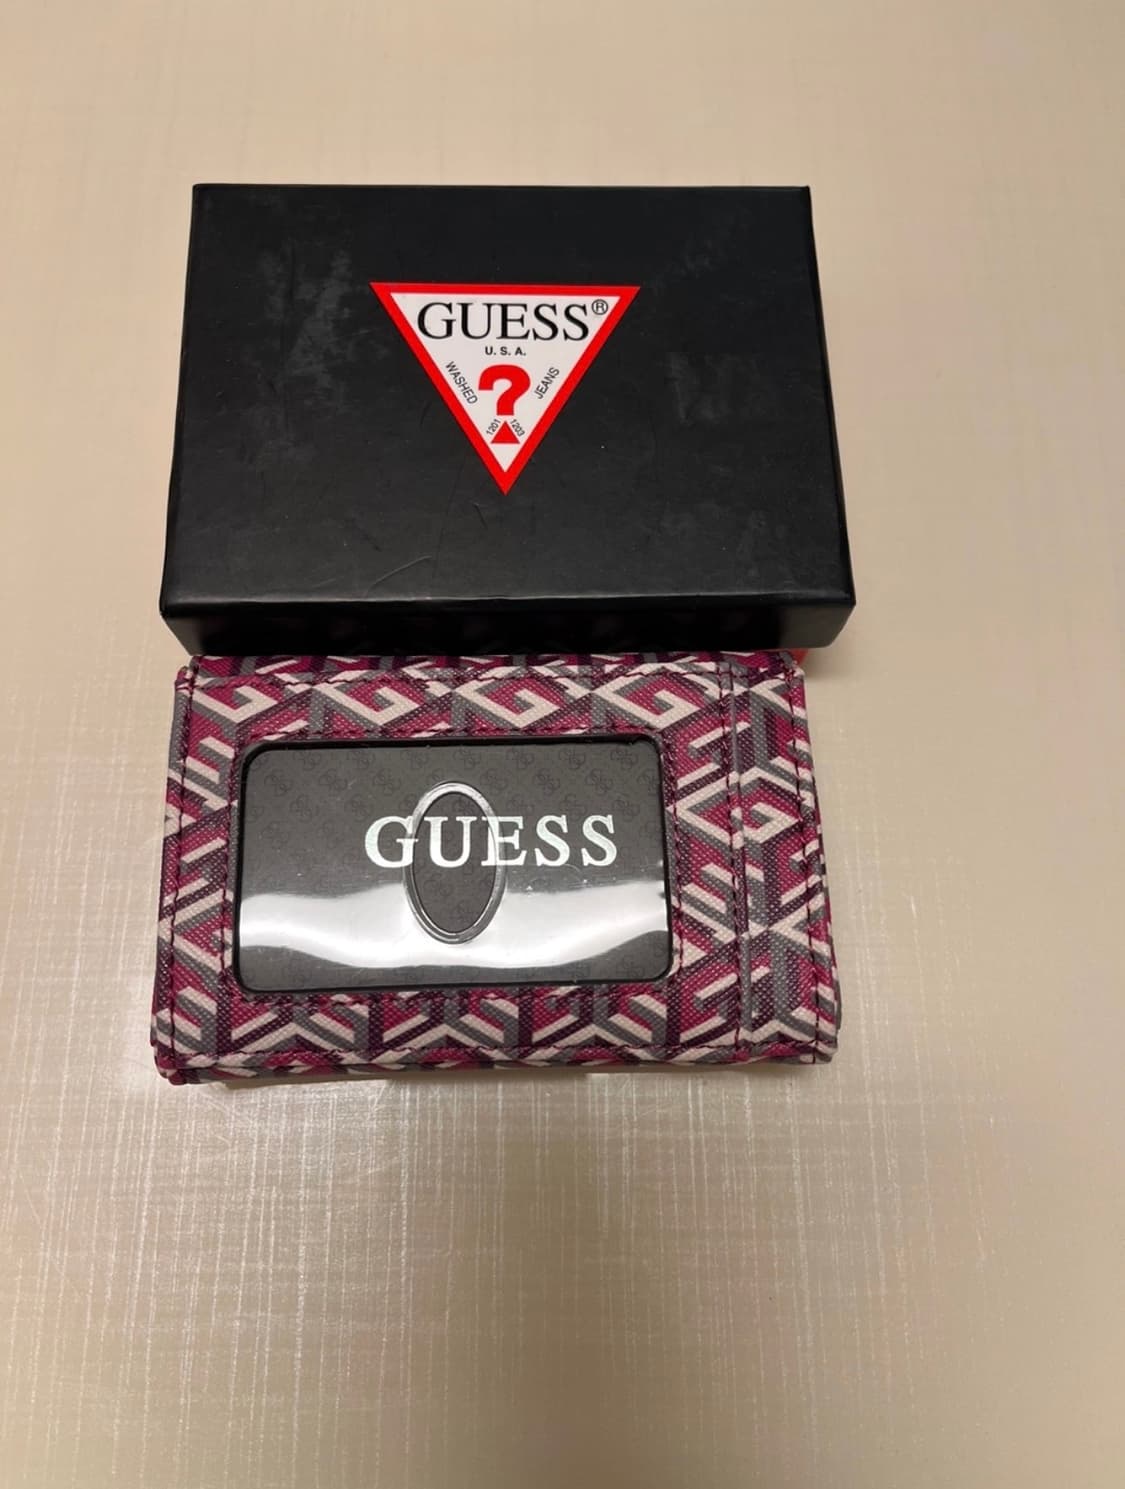 GUESS®
U.S.A.
WASHED ? JEANS
1201 1203
GUESS